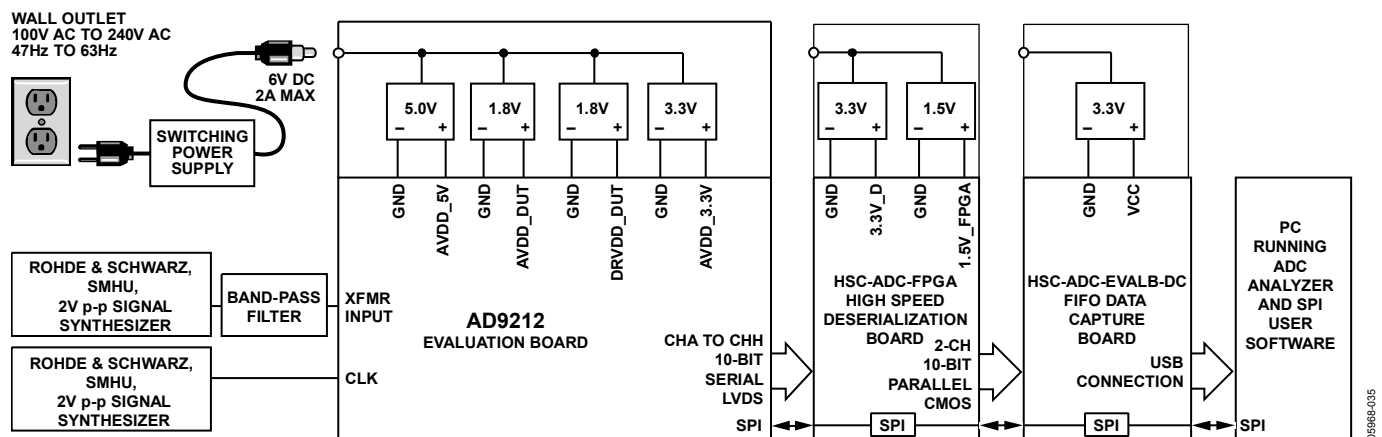 WALL OUTLET
100V AC TO 240V AC
47Hz TO 63Hz
6V DC
2A MAX
SWITCHING
POWER
SUPPLY
5.0V
– +
1.8V
– +
1.8V
– +
3.3V
– +
GND
AVDD_5V
GND
AVDD_DUT
GND
DRVDD_DUT
GND
AVDD_3.3V
3.3V
– +
1.5V
– +
GND
3.3V_D
GND
1.5V_FPGA
3.3V
– +
GND
VCC
ROHDE & SCHWARZ,
SMHU,
2V p-p SIGNAL
SYNTHESIZER
BAND-PASS
FILTER
XFMR
INPUT
ROHDE & SCHWARZ,
SMHU,
2V p-p SIGNAL
SYNTHESIZER
CLK
AD9212
EVALUATION BOARD
CHA TO CHH
10-BIT
SERIAL
LVDS
SPI
HSC-ADC-FPGA
HIGH SPEED
DESERIALIZATION
BOARD
2-CH
10-BIT
PARALLEL
CMOS
SPI
HSC-ADC-EVALB-DC
FIFO DATA
CAPTURE
BOARD
USB
CONNECTION
SPI
PC
RUNNING
ADC
ANALYZER
AND SPI
USER
SOFTWARE
SPI
05968-035